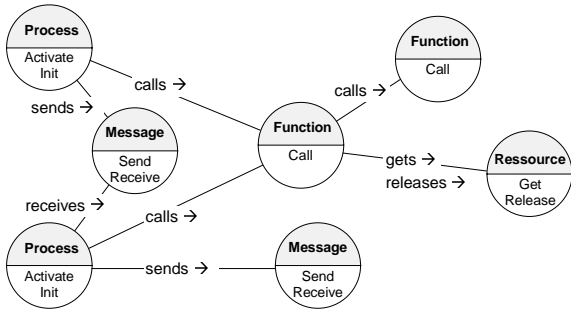 Process
Activate
Init
Function
Call
calls →
calls →
sends →
Message
Send
Receive
Function
Call
gets →
releases →
Ressource
Get
Release
receives →
calls →
Process
Activate
Init
sends →
Message
Send
Receive